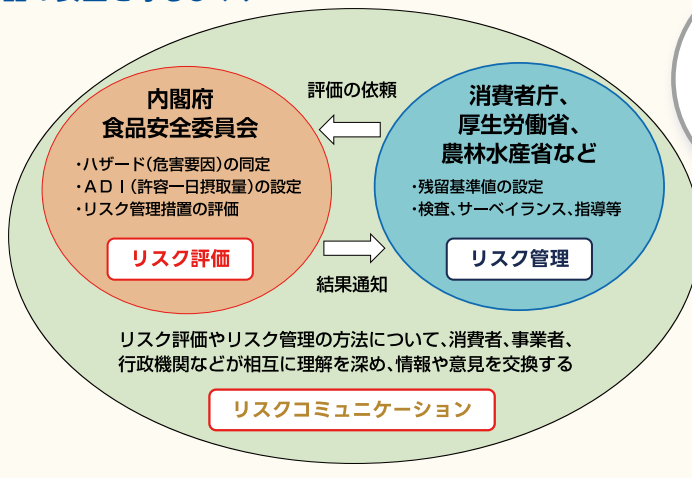 内閣府
食品安全委員会
・ハザード(危害要因)の同定
・ADI(許容一日摂取量)の設定
・リスク管理措置の評価
リスク評価
評価の依頼
結果通知
消費者庁、
厚生労働省、
農林水産省など
・残留基準値の設定
・検査、サーベイランス、指導等
リスク管理
リスク評価やリスク管理の方法について、消費者、事業者、
行政機関などが相互に理解を深め、情報や意見を交換する
リスクコミュニケーション